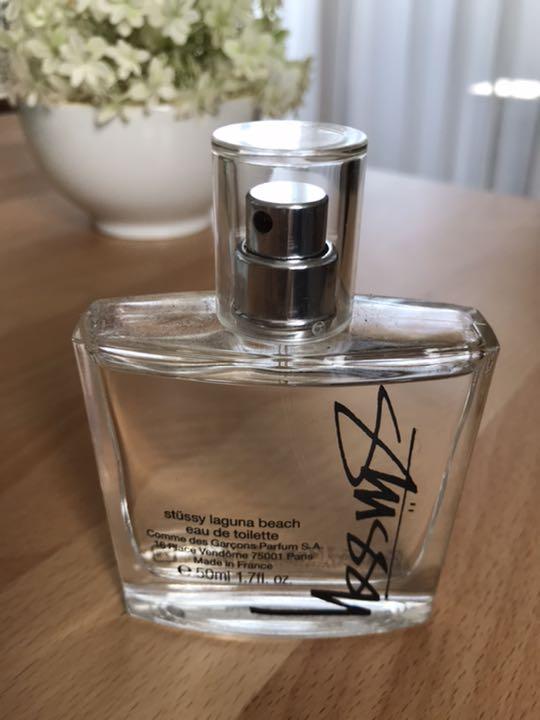 stüssy laguna beach
eau de toilette
Comme des Garçons Parfum S.A
16 Place Vendôme 75001 Paris
Made in France
℮ 50ml 1.7fl. oz.
Stüssy